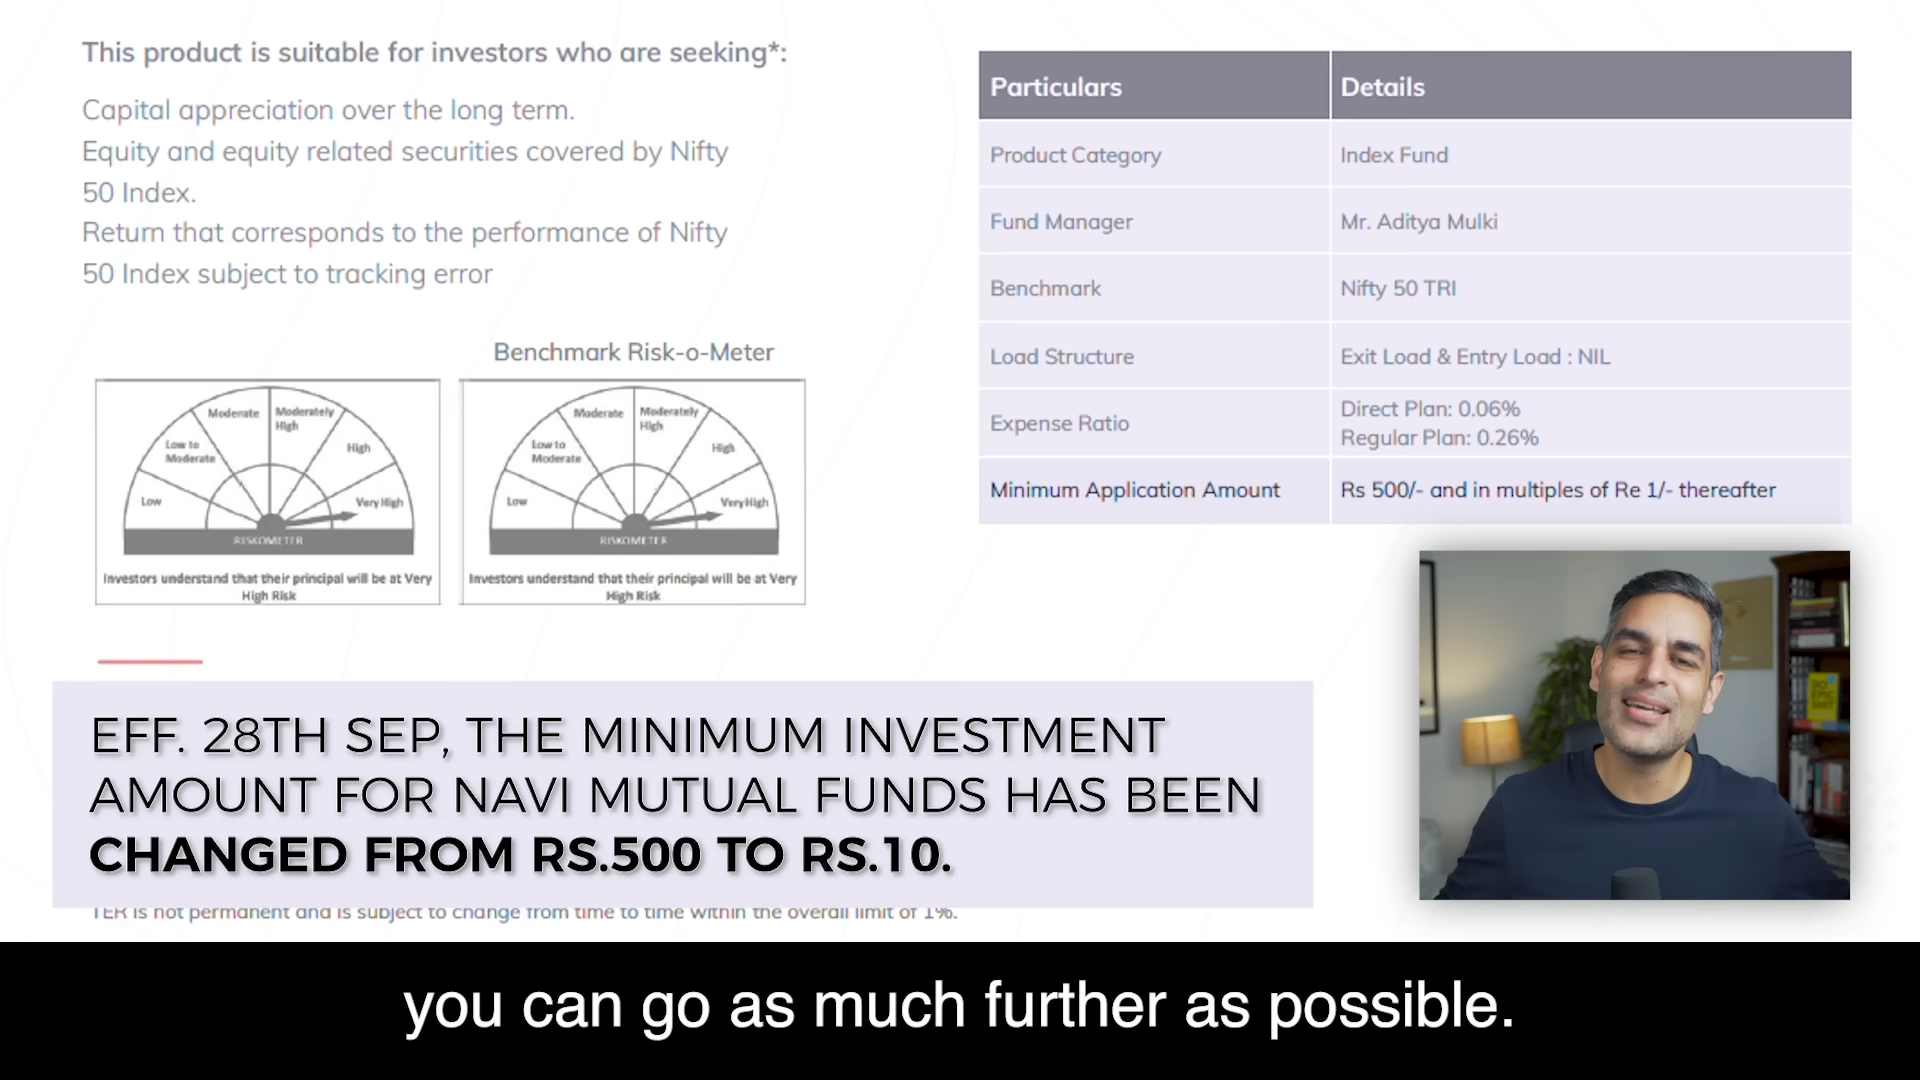 This product is suitable for investors who are seeking*:
Capital appreciation over the long term.
Equity and equity related securities covered by Nifty
50 Index.
Return that corresponds to the performance of Nifty
50 Index subject to tracking error
Benchmark Risk-o-Meter
Low
Low to
Moderate
Moderate
Moderately
High
High
Very High
RISKOMETER
Investors understand that their principal will be at Very
High Risk
Low
Low to
Moderate
Moderate
Moderately
High
High
Very High
RISKOMETER
Investors understand that their principal will be at Very
High Risk
Particulars Details
Product Category Index Fund
Fund Manager Mr. Aditya Mulki
Benchmark Nifty 50 TRI
Load Structure Exit Load & Entry Load : NIL
Expense Ratio Direct Plan: 0.06%
Regular Plan: 0.26%
Minimum Application Amount Rs 500/- and in multiples of Re 1/- thereafter
EFF. 28TH SEP, THE MINIMUM INVESTMENT
AMOUNT FOR NAVI MUTUAL FUNDS HAS BEEN
CHANGED FROM RS.500 TO RS.10.
TER is not permanent and is subject to change from time to time within the overall limit of 1%.
DO
EPIC
SHIT
you can go as much further as possible.